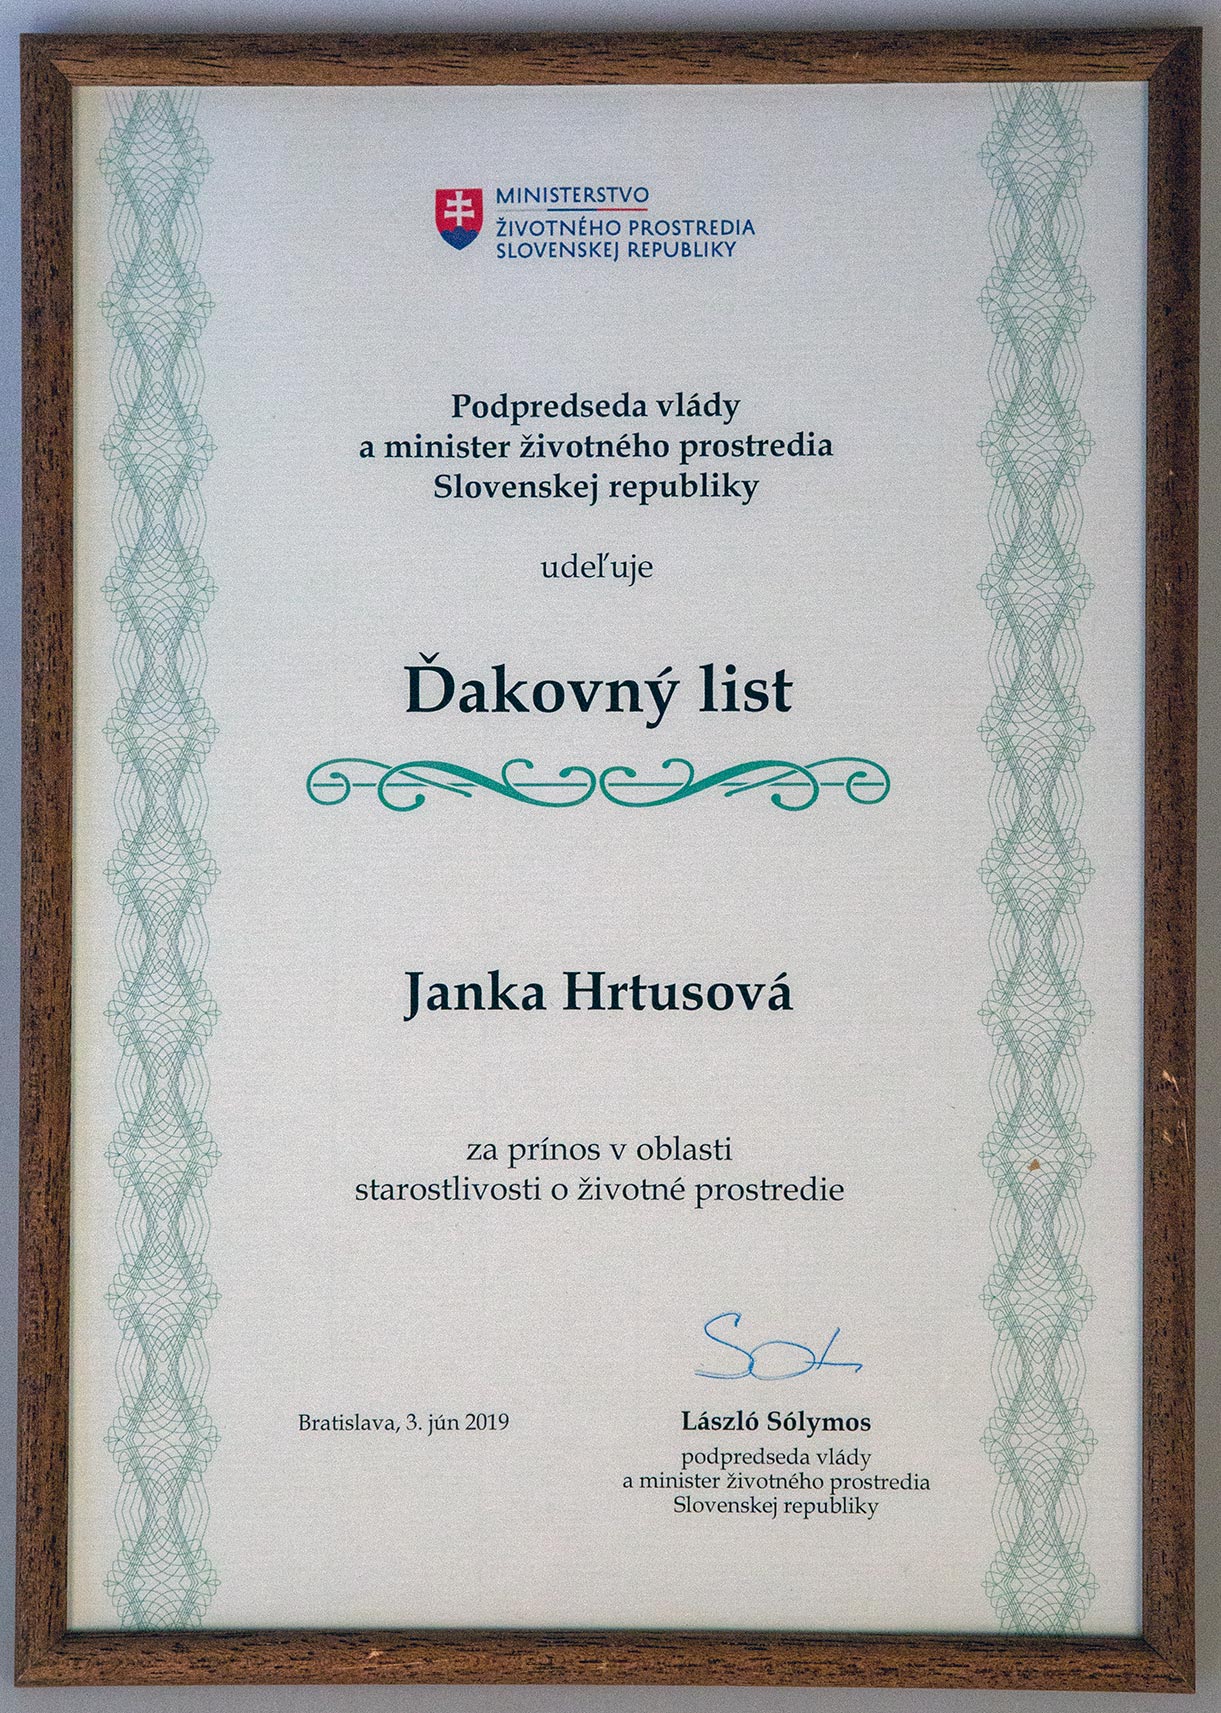 MINISTERSTVO
ŽIVOTNÉHO PROSTREDIA
SLOVENSKEJ REPUBLIKY
Podpredseda vlády
a minister životného prostredia
Slovenskej republiky
udeľuje
Ďakovný list
Janka Hrtusová
za prínos v oblasti
starostlivosti o životné prostredie
Bratislava, 3. jún 2019
László Sólymos
podpredseda vlády
a minister životného prostredia
Slovenskej republiky